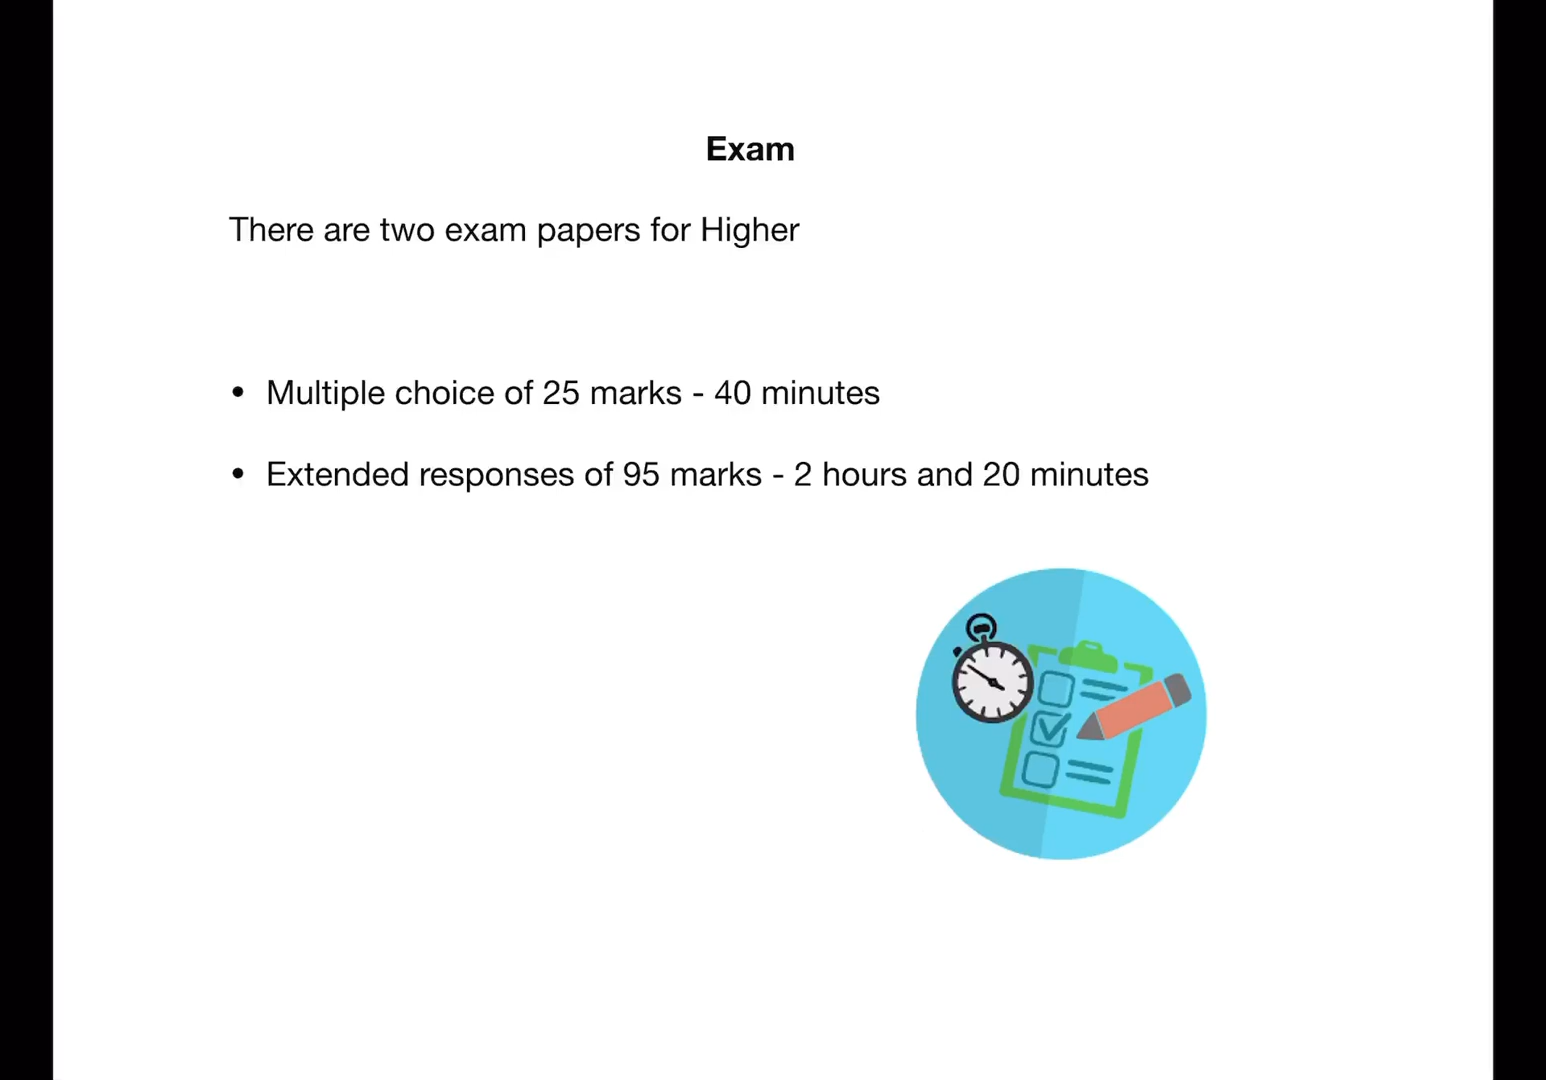 Exam
There are two exam papers for Higher
• Multiple choice of 25 marks - 40 minutes
• Extended responses of 95 marks - 2 hours and 20 minutes